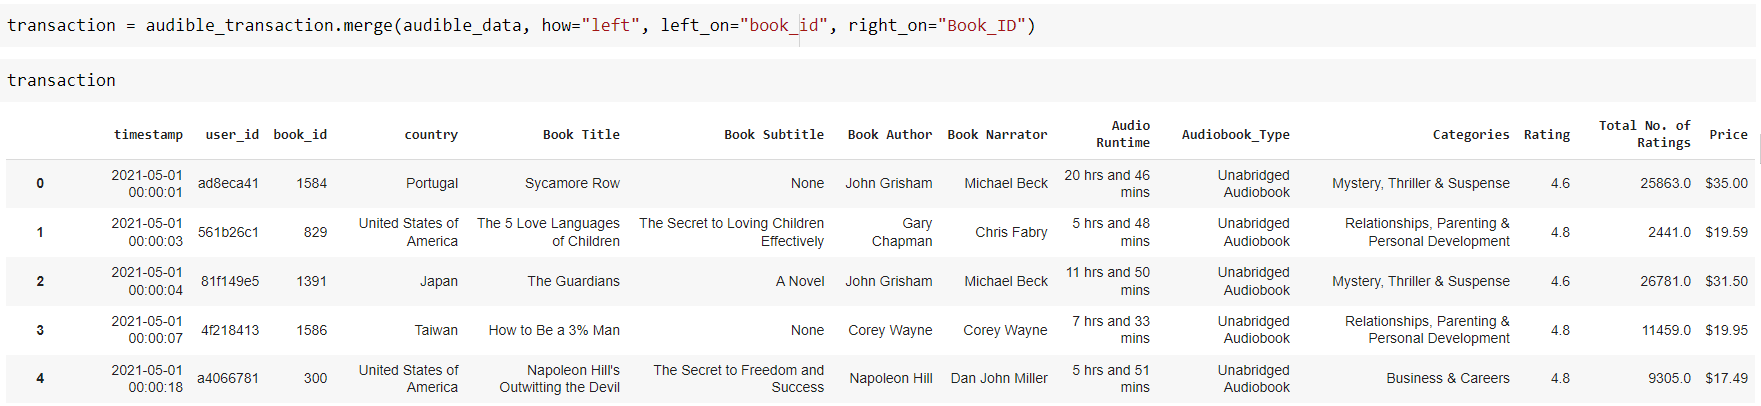 transaction = audible_transaction.merge(audible_data, how="left", left_on="book_id", right_on="Book_ID")
transaction
timestamp user_id book_id country Book Title Book Subtitle Book Author Book Narrator Audio Runtime Audiobook_Type Categories Rating Total No. of Ratings Price
0 2021-05-01 00:00:01 ad8eca41 1584 Portugal Sycamore Row None John Grisham Michael Beck 20 hrs and 46 mins Unabridged Audiobook Mystery, Thriller & Suspense 4.6 25863.0 $35.00
1 2021-05-01 00:00:03 561b26c1 829 United States of America The 5 Love Languages of Children The Secret to Loving Children Effectively Gary Chapman Chris Fabry 5 hrs and 48 mins Unabridged Audiobook Relationships, Parenting & Personal Development 4.8 2441.0 $19.59
2 2021-05-01 00:00:04 81f149e5 1391 Japan The Guardians A Novel John Grisham Michael Beck 11 hrs and 50 mins Unabridged Audiobook Mystery, Thriller & Suspense 4.6 26781.0 $31.50
3 2021-05-01 00:00:07 4f218413 1586 Taiwan How to Be a 3% Man None Corey Wayne Corey Wayne 7 hrs and 33 mins Unabridged Audiobook Relationships, Parenting & Personal Development 4.8 11459.0 $19.95
4 2021-05-01 00:00:18 a4066781 300 United States of America Napoleon Hill's Outwitting the Devil The Secret to Freedom and Success Napoleon Hill Dan John Miller 5 hrs and 51 mins Unabridged Audiobook Business & Careers 4.8 9305.0 $17.49